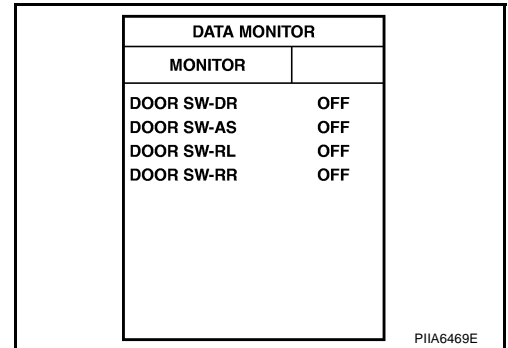 DATA MONITOR
MONITOR
DOOR SW-DR OFF
DOOR SW-AS OFF
DOOR SW-RL OFF
DOOR SW-RR OFF
PIIA6469E